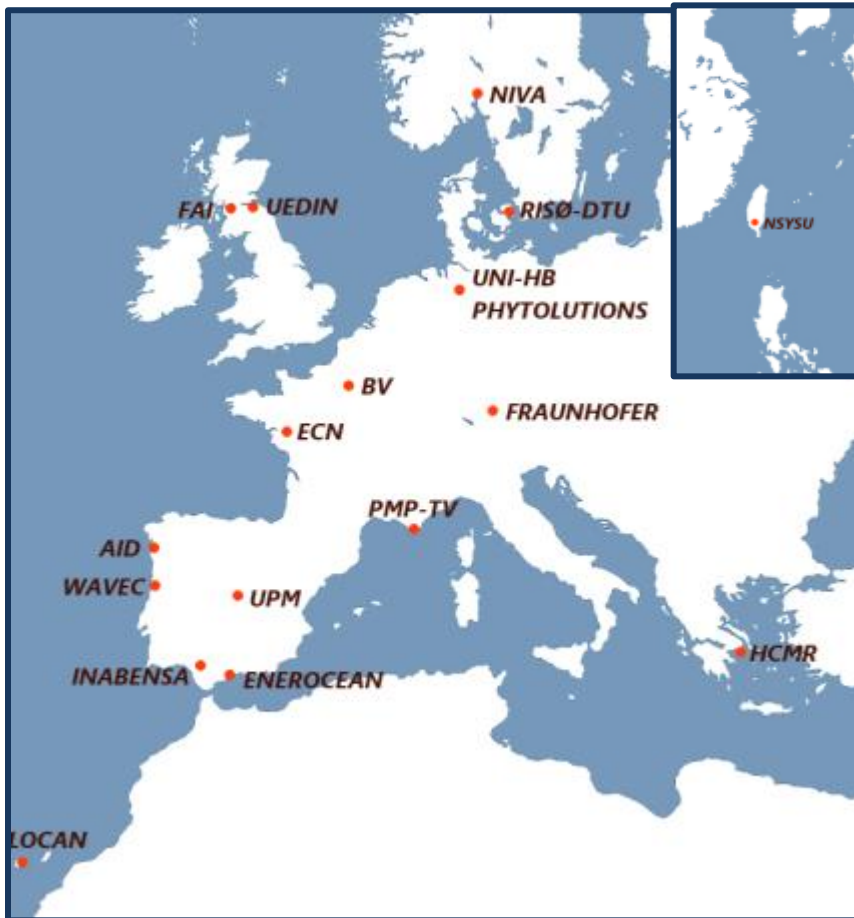 NIVA
FAI
UEDIN
RISØ-DTU
NSYSU
UNI-HB
PHYTOLUTIONS
BV
FRAUNHOFER
ECN
PMP-TV
AID
WAVEC
UPM
HCMR
INABENSA
ENEROCEAN
LOCAN